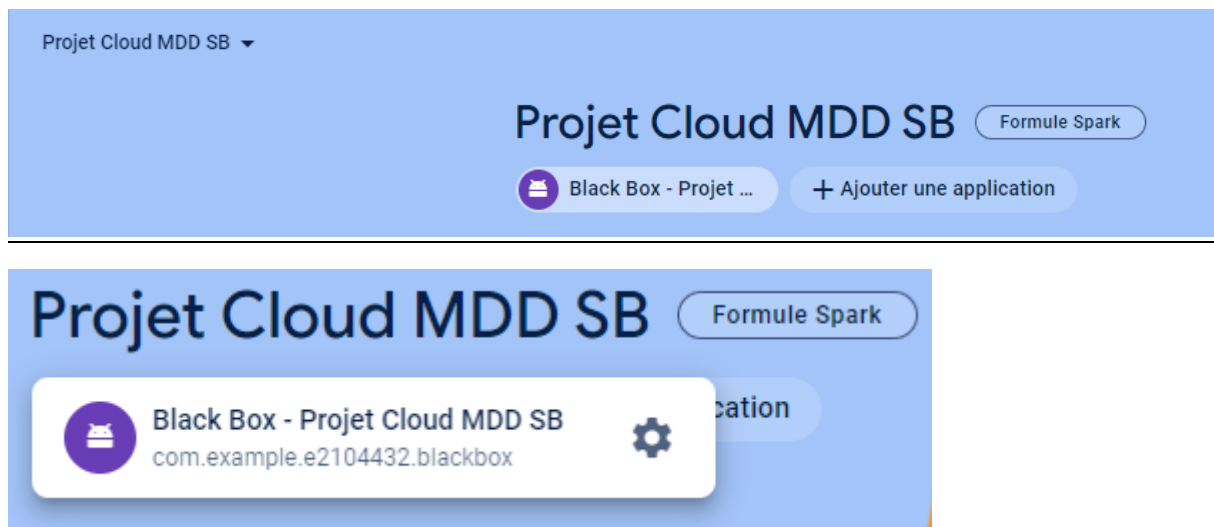 Projet Cloud MDD SB
Projet Cloud MDD SB Formule Spark
Black Box - Projet ... + Ajouter une application
Projet Cloud MDD SB Formule Spark
Black Box - Projet Cloud MDD SB
cation
com.example.e2104432.blackbox